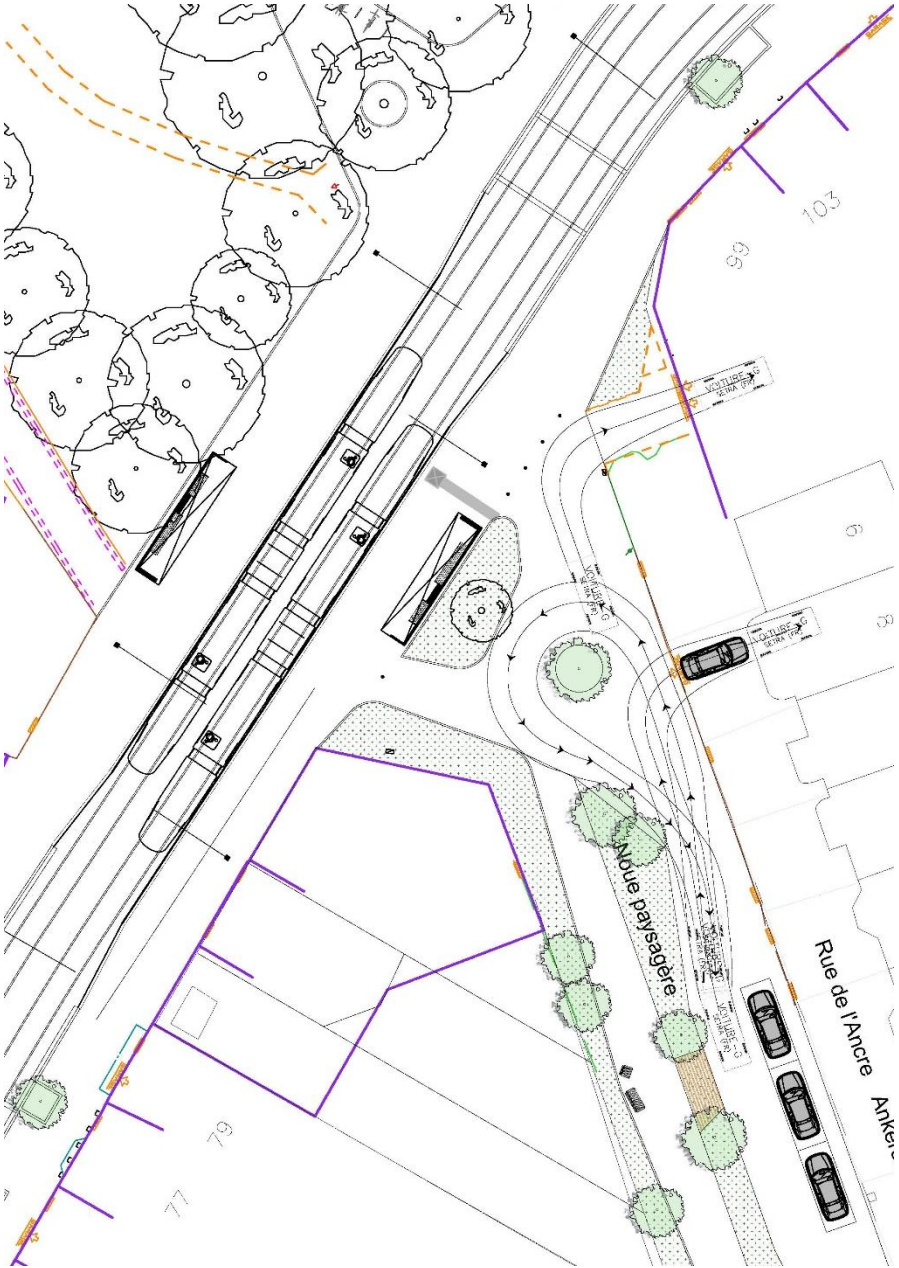 103
99
VOITURE - G
SETRA (FR)
6
VOITURE - G
SETRA (FR)
VOITURE - G
SETRA (FR)
8
Noue paysagère
Rue de l'Ancre
VOITURE - G
SETRA (FR)
79
77